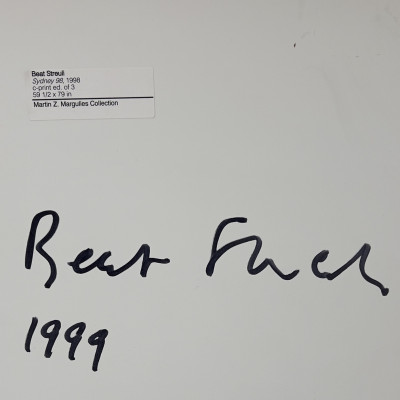 Beat Streuli
Sydney 98, 1998
c-print ed. of 3
59 1/2 x 79 in
Martin Z. Margulies Collection
Beat Streuli
1999